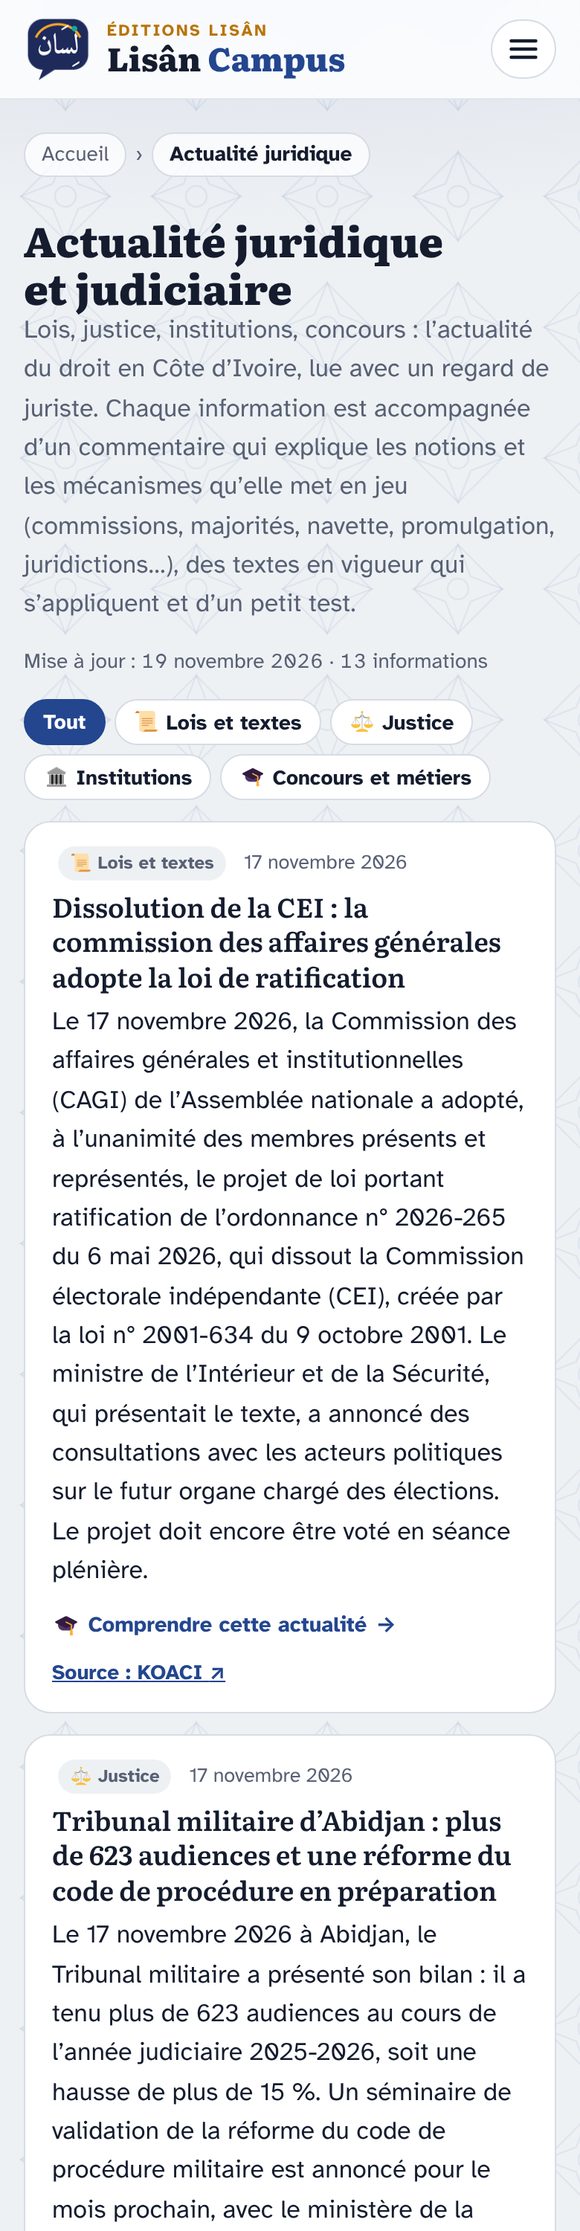 لِسَان
ÉDITIONS LISÂN
Lisân Campus
Accueil › Actualité juridique
Actualité juridique
et judiciaire
Lois, justice, institutions, concours : l’actualité
du droit en Côte d’Ivoire, lue avec un regard de
juriste. Chaque information est accompagnée
d’un commentaire qui explique les notions et
les mécanismes qu’elle met en jeu
(commissions, majorités, navette, promulgation,
juridictions…), des textes en vigueur qui
s’appliquent et d’un petit test.
Mise à jour : 19 novembre 2026 · 13 informations
Tout Lois et textes Justice
Institutions Concours et métiers
Lois et textes 17 novembre 2026
Dissolution de la CEI : la
commission des affaires générales
adopte la loi de ratification
Le 17 novembre 2026, la Commission des
affaires générales et institutionnelles
(CAGI) de l’Assemblée nationale a adopté,
à l’unanimité des membres présents et
représentés, le projet de loi portant
ratification de l’ordonnance n° 2026-265
du 6 mai 2026, qui dissout la Commission
électorale indépendante (CEI), créée par
la loi n° 2001-634 du 9 octobre 2001. Le
ministre de l’Intérieur et de la Sécurité,
qui présentait le texte, a annoncé des
consultations avec les acteurs politiques
sur le futur organe chargé des élections.
Le projet doit encore être voté en séance
plénière.
Comprendre cette actualité →
Source : KOACI ↗
Justice 17 novembre 2026
Tribunal militaire d’Abidjan : plus
de 623 audiences et une réforme du
code de procédure en préparation
Le 17 novembre 2026 à Abidjan, le
Tribunal militaire a présenté son bilan : il a
tenu plus de 623 audiences au cours de
l’année judiciaire 2025-2026, soit une
hausse de plus de 15 %. Un séminaire de
validation de la réforme du code de
procédure militaire est annoncé pour le
mois prochain, avec le ministère de la